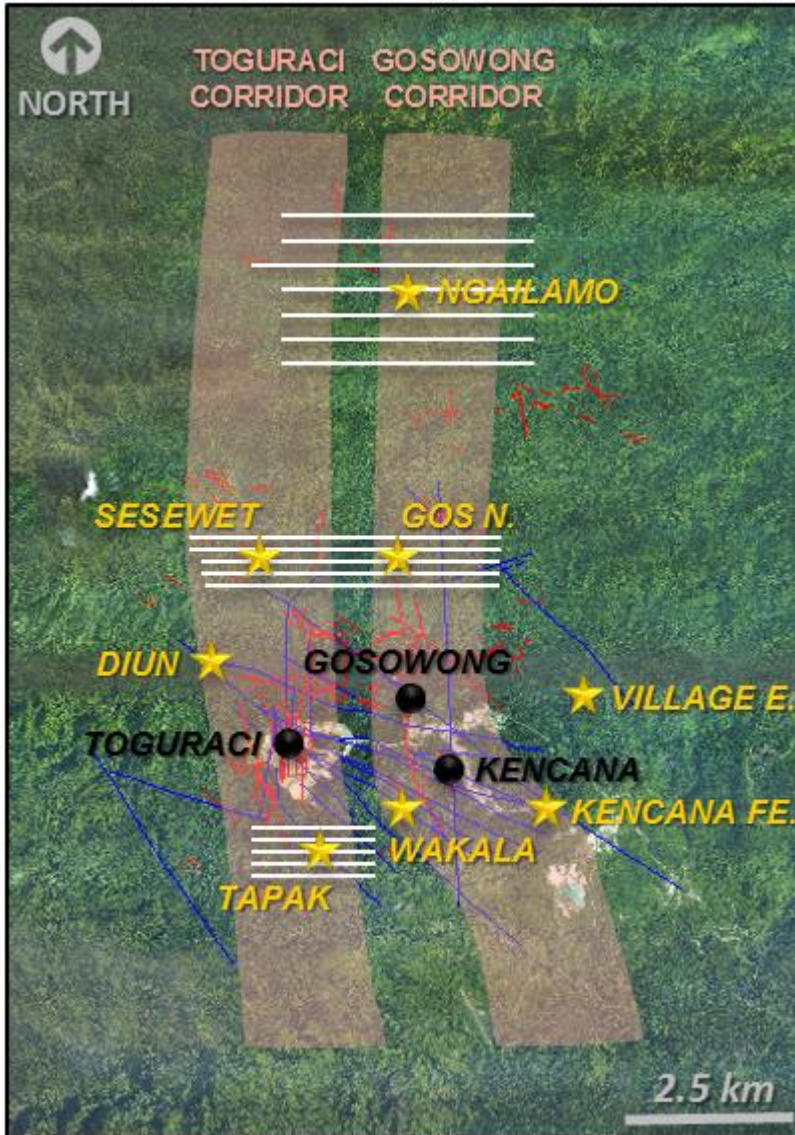 TOGURACI
CORRIDOR
GOSOWONG
CORRIDOR
NORTH
NGAILAMO
SESEWET
GOS N.
DIUN
GOSOWONG
VILLAGE E.
TOGURACI
KENCANA
KENCANA FE.
WAKALA
TAPAK
2.5 km